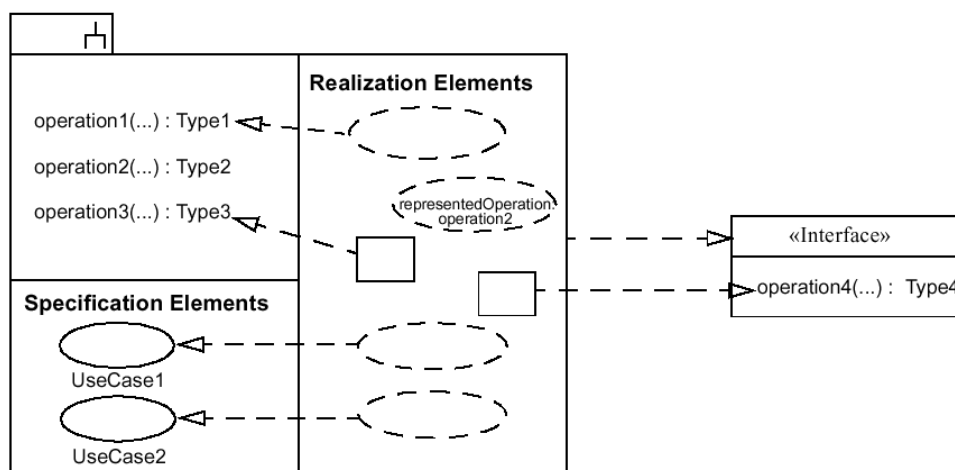 Realization Elements
operation1(...) : Type1
operation2(...) : Type2
representedOperation:
operation2
operation3(...) : Type3
«Interface»
operation4(...) : Type4
Specification Elements
UseCase1
UseCase2